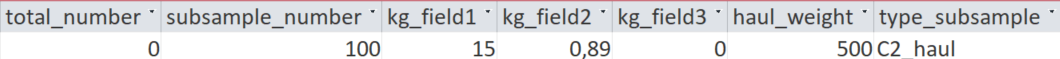 total_number subsample_number kg_field1 kg_field2 kg_field3 haul_weight type_subsample
0 100 15 0,89 0 500 C2_haul